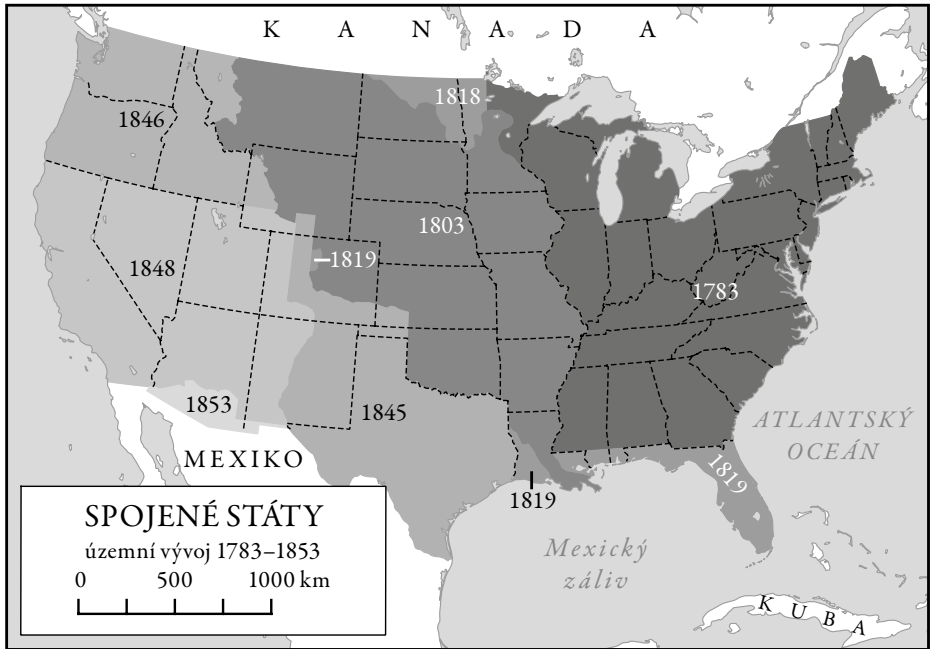 K A N A D A
1818
1846
1803
1819
1848
1783
1853
1845
ATLANTSKÝ
OCEÁN
MEXIKO
1819
1819
SPOJENÉ STÁTY
územní vývoj 1783–1853
0 500 1000 km
Mexický
záliv
K U B A